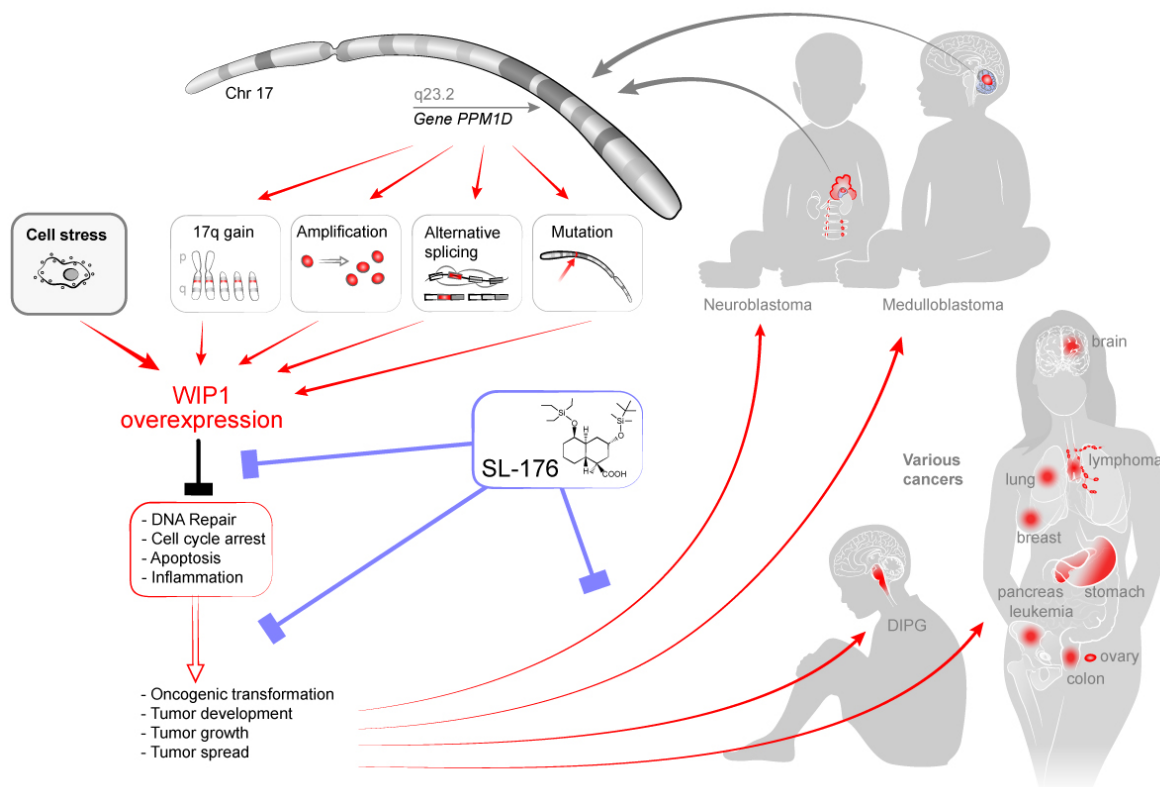 Chr 17
q23.2
Gene PPM1D
Cell stress
17q gain
p
q
Amplification
Alternative
splicing
Mutation
Neuroblastoma
Medulloblastoma
WIP1
overexpression
Si
O
H
H
O
Si
COOH
SL-176
- DNA Repair
- Cell cycle arrest
- Apoptosis
- Inflammation
- Oncogenic transformation
- Tumor development
- Tumor growth
- Tumor spread
DIPG
Various
cancers
brain
lymphoma
lung
breast
pancreas
stomach
leukemia
ovary
colon